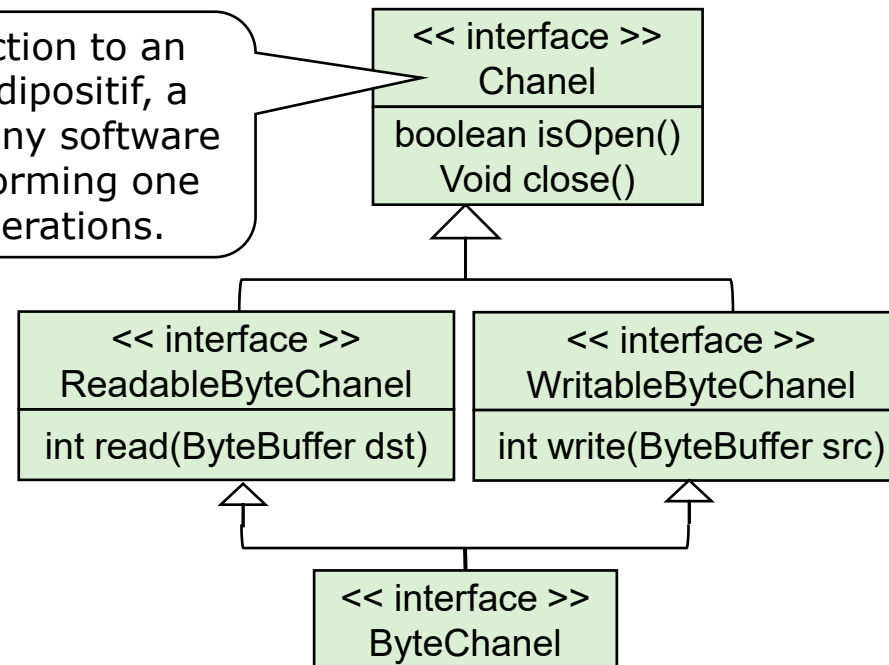 ction to an
dipositif, a
ny software
orming one
erations.
<< interface >>
Chanel
boolean isOpen()
Void close()
<< interface >>
ReadableByteChanel
int read(ByteBuffer dst)
<< interface >>
WritableByteChanel
int write(ByteBuffer src)
<< interface >>
ByteChanel